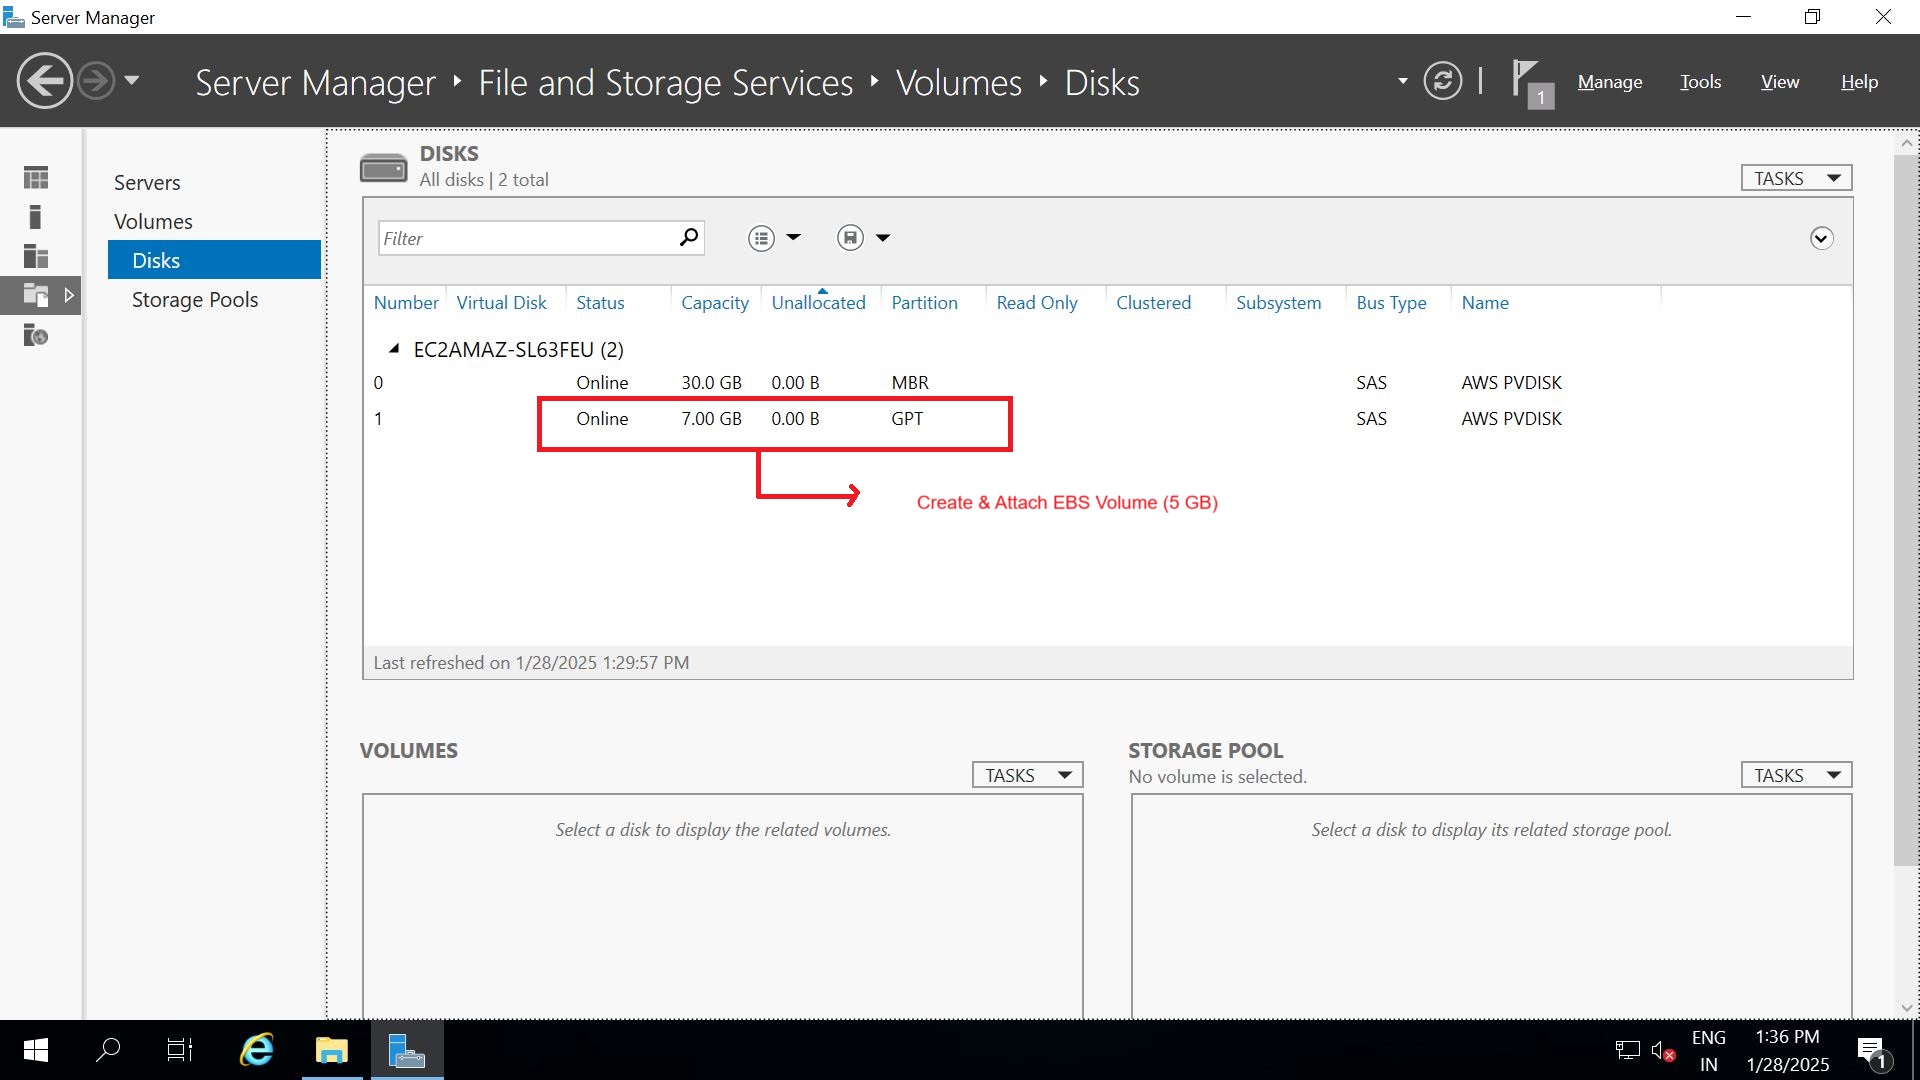 Server Manager
Server Manager ‣ File and Storage Services ‣ Volumes ‣ Disks
1
Manage Tools View Help
Servers
Volumes
Disks
Storage Pools
DISKS
All disks | 2 total
TASKS
Filter
Number Virtual Disk Status Capacity Unallocated Partition Read Only Clustered Subsystem Bus Type Name
EC2AMAZ-SL63FEU (2)
0 Online 30.0 GB 0.00 B MBR SAS AWS PVDISK
1 Online 7.00 GB 0.00 B GPT SAS AWS PVDISK
Create & Attach EBS Volume (5 GB)
Last refreshed on 1/28/2025 1:29:57 PM
VOLUMES
TASKS
Select a disk to display the related volumes.
STORAGE POOL
No volume is selected.
TASKS
Select a disk to display its related storage pool.
ENG
IN
1:36 PM
1/28/2025
1